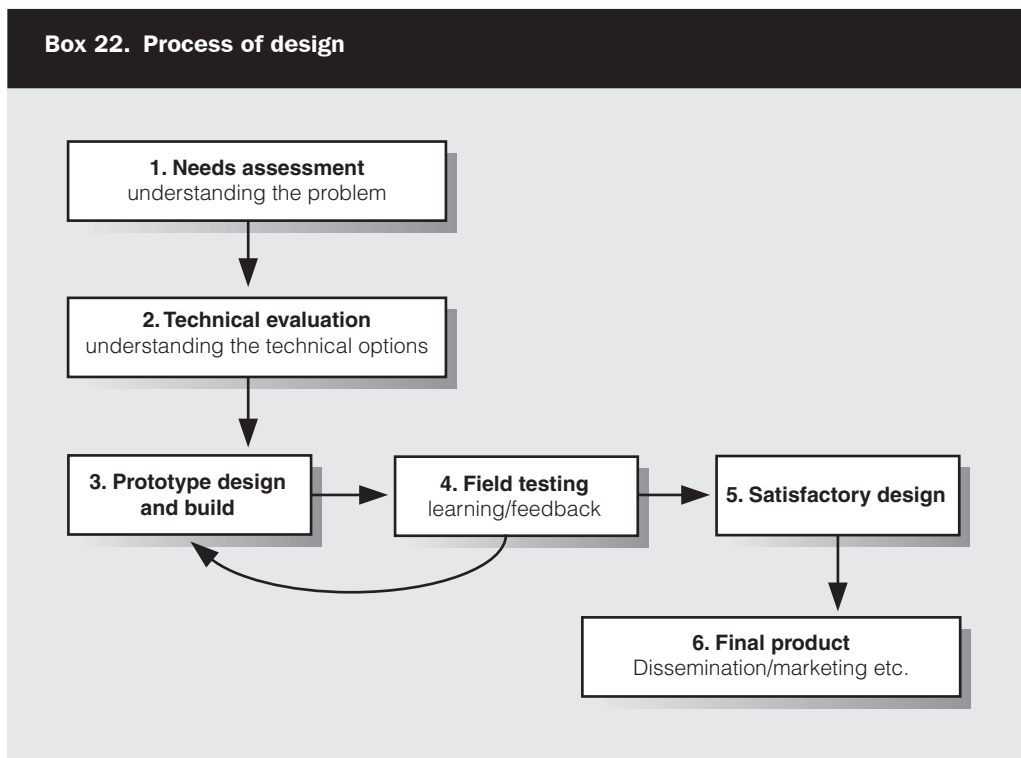 Box 22. Process of design
1. Needs assessment
understanding the problem
2. Technical evaluation
understanding the technical options
3. Prototype design
and build
4. Field testing
learning/feedback
5. Satisfactory design
6. Final product
Dissemination/marketing etc.